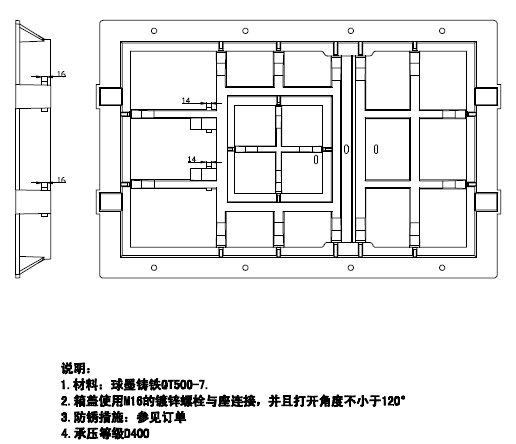 16
14
14
16
说明：
1.材料：球墨铸铁QT500-7.
2.箱盖使用M16的镀锌螺栓与座连接，并且打开角度不小于120°
3.防锈措施：参见订单
4.承压等级D400